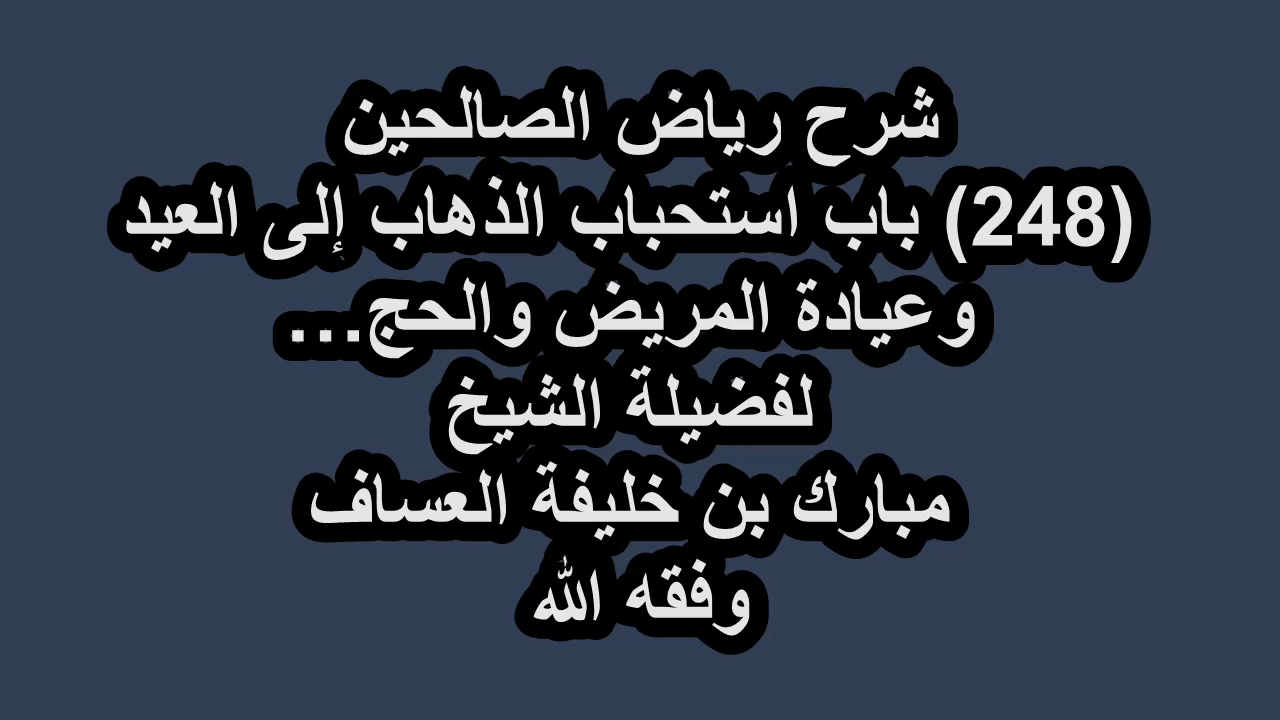 شرح رياض الصالحين
(248) باب استحباب الذهاب إلى العيد
وعيادة المريض والحج...
لفضيلة الشيخ
مبارك بن خليفة العساف
وفقه الله